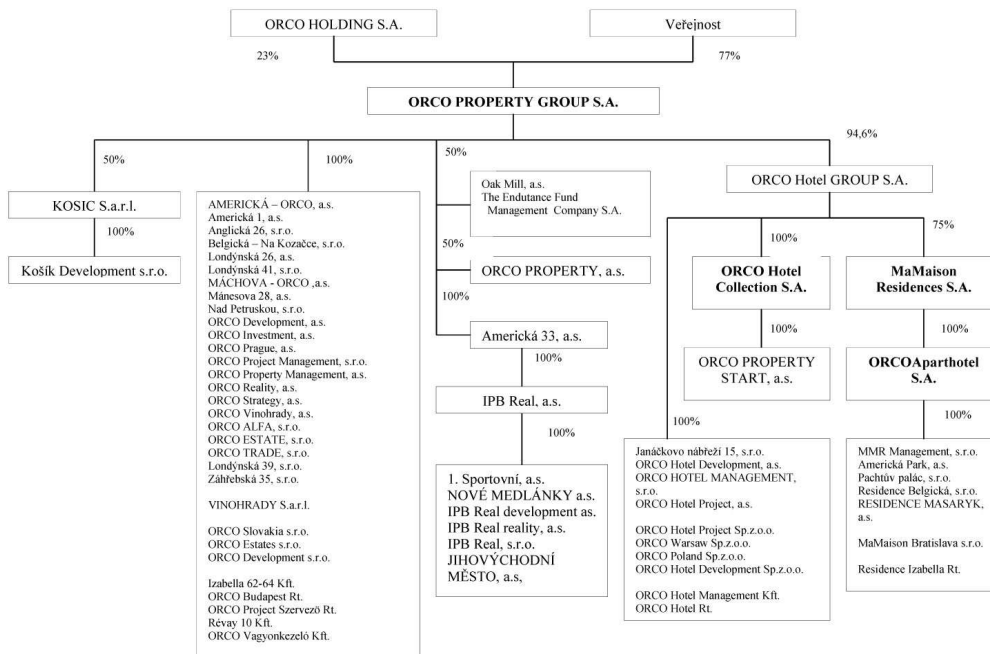 ORCO HOLDING S.A.
Veřejnost
23%
77%
ORCO PROPERTY GROUP S.A.
50%
100%
50%
94,6%
KOSIC S.a.r.l.
100%
Košík Development s.r.o.
AMERICKÁ – ORCO, a.s.
Americká 1, a.s.
Anglická 26, s.r.o.
Belgická – Na Kozačce, s.r.o.
Londýnská 26, a.s.
Londýnská 41, s.r.o.
MÁCHOVA - ORCO ,a.s.
Mánesova 28, a.s.
Nad Petruskou, s.r.o.
ORCO Development, a.s.
ORCO Investment, a.s.
ORCO Prague, a.s.
ORCO Project Management, s.r.o.
ORCO Property Management, a.s.
ORCO Reality, a.s.
ORCO Strategy, a.s.
ORCO Vinohrady, a.s.
ORCO ALFA, s.r.o.
ORCO ESTATE, s.r.o.
ORCO TRADE, s.r.o.
Londýnská 39, s.r.o.
Záhřebská 35, s.r.o.
VINOHRADY S.a.r.l.
ORCO Slovakia s.r.o.
ORCO Estates s.r.o.
ORCO Development s.r.o.
Izabella 62-64 Kft.
ORCO Budapest Rt.
ORCO Project Szervezö Rt.
Révay 10 Kft.
ORCO Vagyonkezeló Kft.
Oak Mill, a.s.
The Endutance Fund
Management Company S.A.
50%
ORCO PROPERTY, a.s.
100%
Americká 33, a.s.
100%
IPB Real, a.s.
100%
1. Sportovní, a.s.
NOVÉ MEDLÁNKY a.s.
IPB Real development as.
IPB Real reality, a.s.
IPB Real, s.r.o.
JIHOVÝCHODNÍ
MĚSTO, a.s,
ORCO Hotel GROUP S.A.
100%
75%
ORCO Hotel
Collection S.A.
MaMaison
Residences S.A.
100%
100%
ORCO PROPERTY
START, a.s.
ORCOAparthotel
S.A.
100%
100%
Janáčkovo nábřeží 15, s.r.o.
ORCO Hotel Development, a.s.
ORCO HOTEL MANAGEMENT,
s.r.o.
ORCO Hotel Project, a.s.
ORCO Hotel Project Sp.z.o.o.
ORCO Warsaw Sp.z.o.o.
ORCO Poland Sp.z.o.o.
ORCO Hotel Development Sp.z.o.o.
ORCO Hotel Management Kft.
ORCO Hotel Rt.
MMR Management, s.r.o.
Americká Park, a.s.
Pachtův palác, s.r.o.
Residence Belgická, s.r.o.
RESIDENCE MASARYK,
a.s.
MaMaison Bratislava s.r.o.
Residence Izabella Rt.